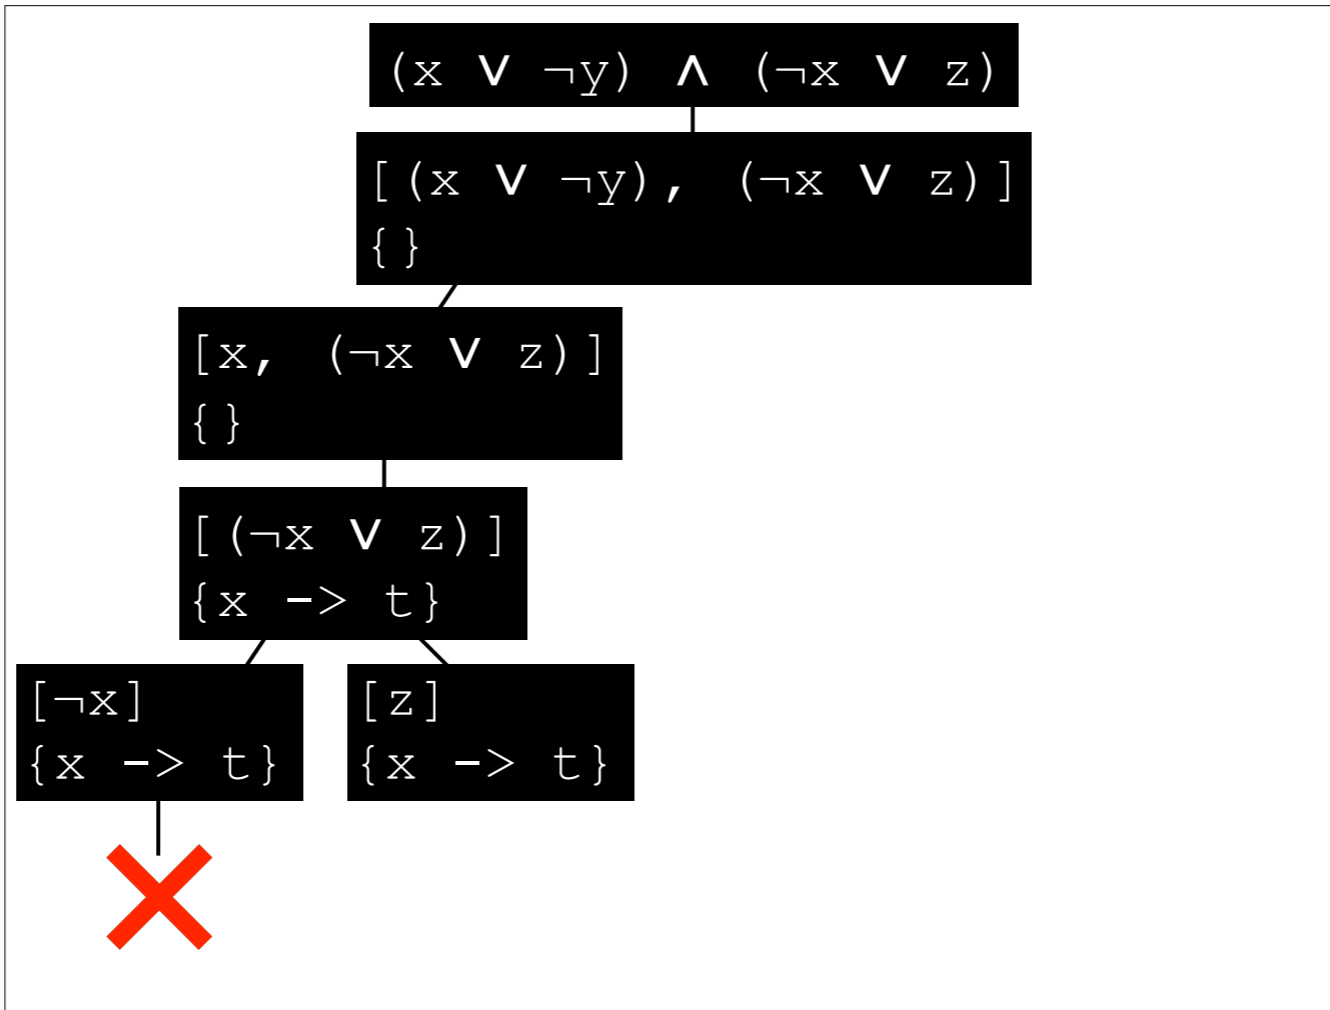 (x ∨ ¬y) ∧ (¬x ∨ z)
[(x ∨ ¬y), (¬x ∨ z)]
{}
[x, (¬x ∨ z)]
{}
[(¬x ∨ z)]
{x -> t}
[¬x]
{x -> t}
[z]
{x -> t}